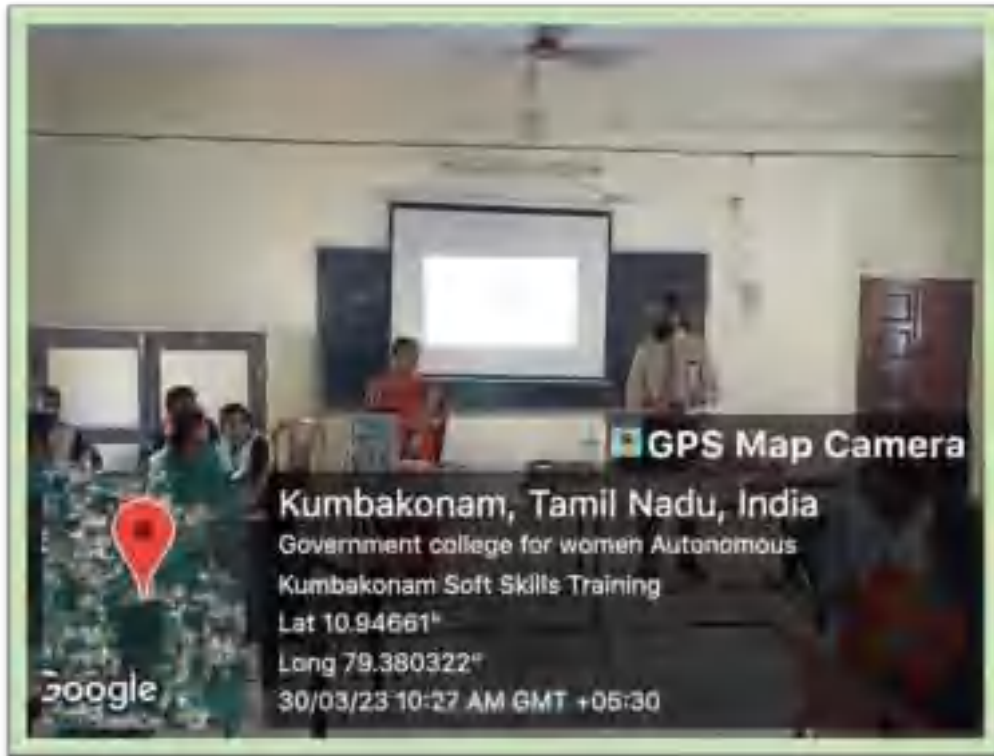 GPS Map Camera
Kumbakonam, Tamil Nadu, India
Government college for women Autonomous
Kumbakonam Soft Skills Training
Lat 10.94661°
Long 79.380322°
30/03/23 10:27 AM GMT +05:30
Google